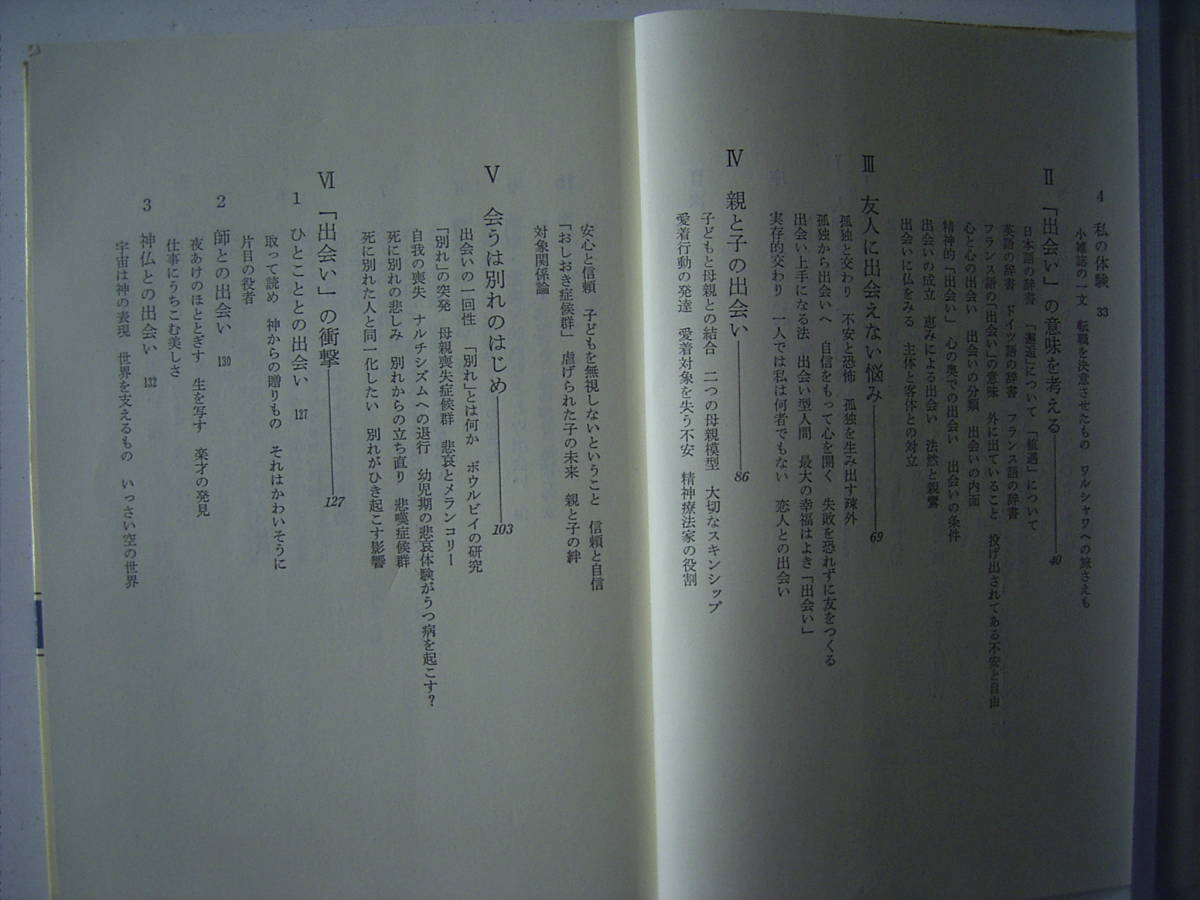 4 私の体験 33
小雑誌の一文 転職を決意させたもの ワルシャワへの旅さえも
Ⅱ 「出会い」の意味を考える 40
日本語の辞書 「邂逅」について 「値遇」について
英語の辞書 ドイツ語の辞書 フランス語の辞書
フランス語の「出会い」の意味 外に出ていること 投げ出されてある不安と自由
心と心の出会い 出会いの分類 出会いの内面
精神的「出会い」 心の奥での出会い 出会いの条件
出会いの成立 恵みによる出会い 法然と親鸞
出会いに仏をみる 主体と客体との対立
Ⅲ 友人に出会えない悩み 69
孤独と交わり 不安と恐怖 孤独を生み出す疎外
孤独から出会いへ 自信をもって心を開く 失敗を恐れずに友をつくる
出会い上手になる法 出会い型人間 最大の幸福はよき「出会い」
実存的交わり 一人では私は何者でもない 恋人との出会い
Ⅳ 親と子の出会い 86
子どもと母親との結合 二つの母親模型 大切なスキンシップ
愛着行動の発達 愛着対象を失う不安 精神療法家の役割
安心と信頼 子どもを無視しないということ 信頼と自信
「おしおき症候群」 虐げられた子の未来 親と子の絆
対象関係論
Ⅴ 会うは別れのはじめ 103
出会いの一回性 「別れ」とは何か ボウルビイの研究
「別れ」の突発 母親喪失症候群 悲哀とメランコリー
自我の喪失 ナルチシズムへの退行 幼児期の悲哀体験がうつ病を起こす?
死に別れの悲しみ 別れからの立ち直り 悲嘆症候群
死に別れた人と同一化したい 別れがひき起こす影響
Ⅵ 「出会い」の衝撃 127
1 ひとこととの出会い 127
取って読め 神からの贈りもの それはかわいそうに
片目の役者
2 師との出会い 130
夜あけのほととぎす 生を写す 楽才の発見
仕事にうちこむ美しさ
3 神仏との出会い 132
宇宙は神の表現 世界を支えるもの いっさい空の世界